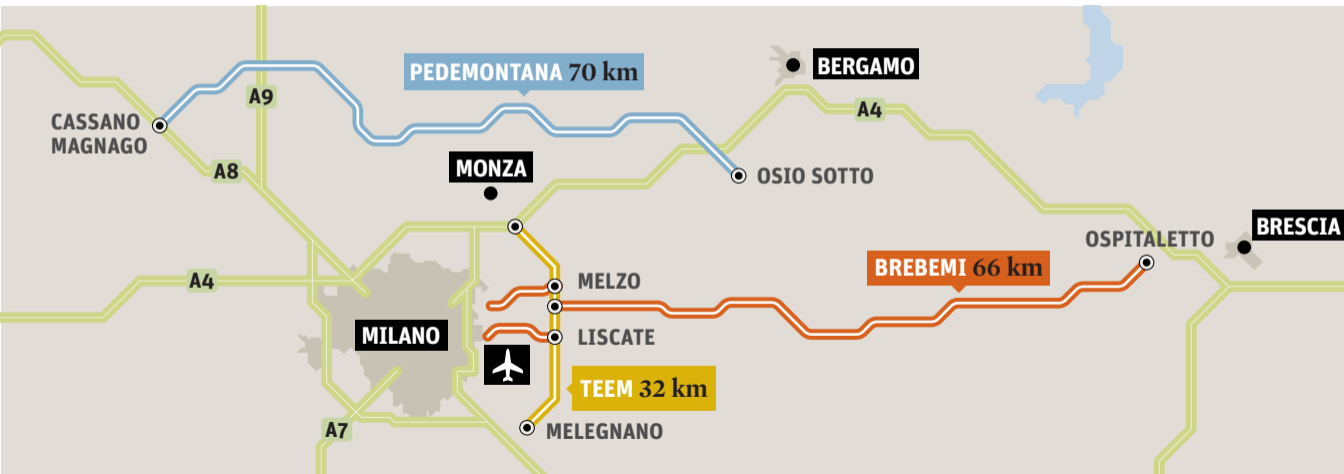 PEDEMONTANA 70 km
BERGAMO
A9
A4
CASSANO
MAGNAGO
A8
MONZA
OSIO SOTTO
BRESCIA
OSPITALETTO
BREBEMI 66 km
A4
MELZO
MILANO
LISCATE
TEEM 32 km
A7
MELEGNANO